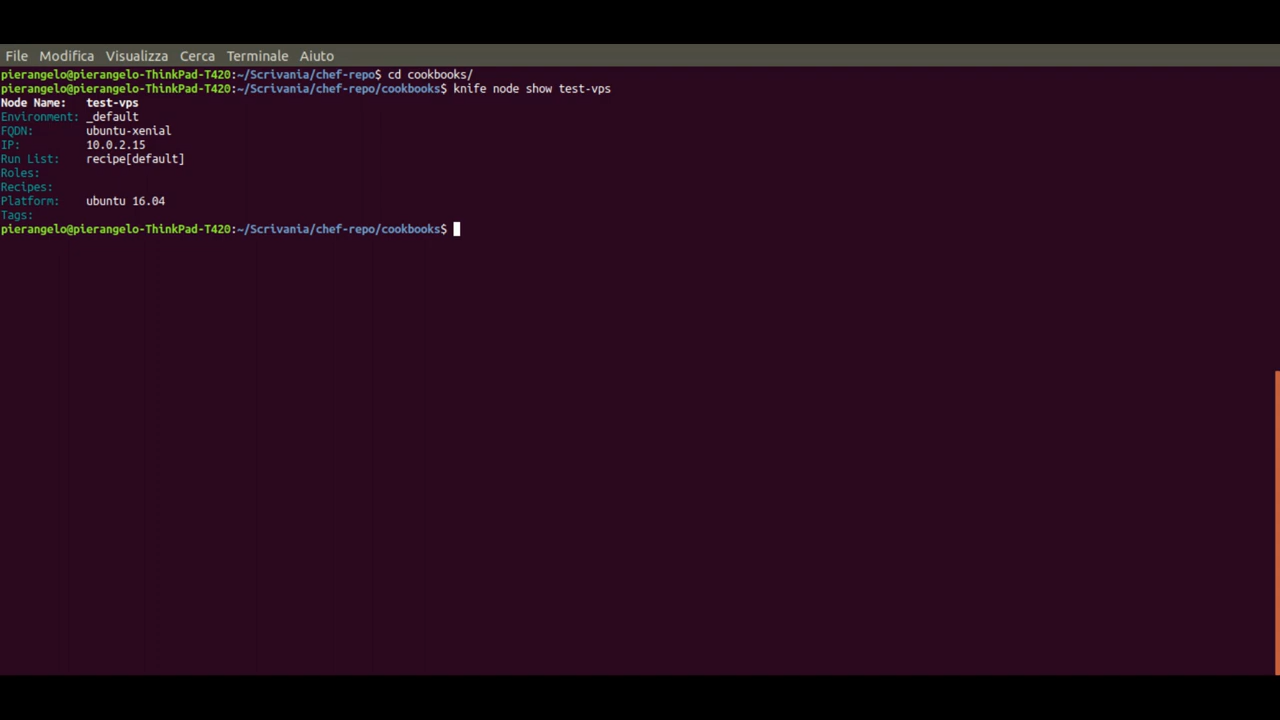 File Modifica Visualizza Cerca Terminale Aiuto
pierangelo@pierangelo-ThinkPad-T420:~/Scrivania/chef-repo$ cd cookbooks/
pierangelo@pierangelo-ThinkPad-T420:~/Scrivania/chef-repo/cookbooks$ knife node show test-vps
Node Name:   test-vps
Environment: _default
FQDN:        ubuntu-xenial
IP:          10.0.2.15
Run List:    recipe[default]
Roles:
Recipes:
Platform:    ubuntu 16.04
Tags:
pierangelo@pierangelo-ThinkPad-T420:~/Scrivania/chef-repo/cookbooks$